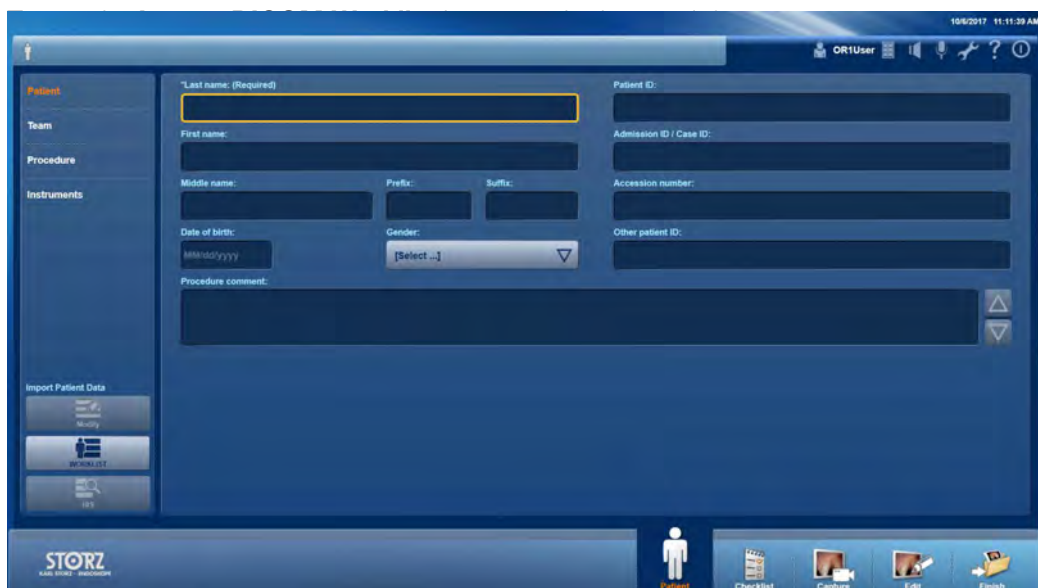 10/6/2017 11:11:39 AM
OR1User
Patient
Team
Procedure
Instruments
*Last name: (Required)
Patient ID:
First name:
Admission ID / Case ID:
Middle name: Prefix: Suffix:
Accession number:
Date of birth: Gender:
Other patient ID:
MM/dd/yyyy [Select ...]
Procedure comment:
Import Patient Data
Modify
WORKLIST
STORZ
KARL STORZ - ENDOSKOPE
Patient Checklist Capture Edit Finish